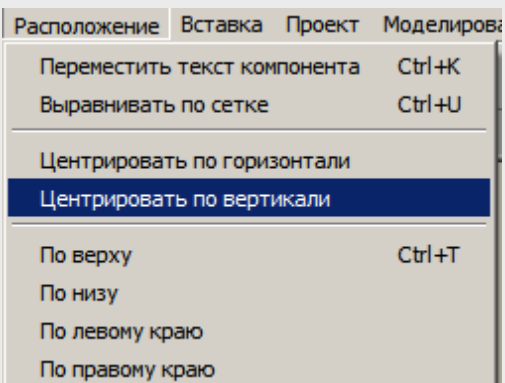 Расположение Вставка Проект Моделирова
Переместить текст компонента Ctrl+K
Выравнивать по сетке Ctrl+U
Центрировать по горизонтали
Центрировать по вертикали
По верху Ctrl+T
По низу
По левому краю
По правому краю